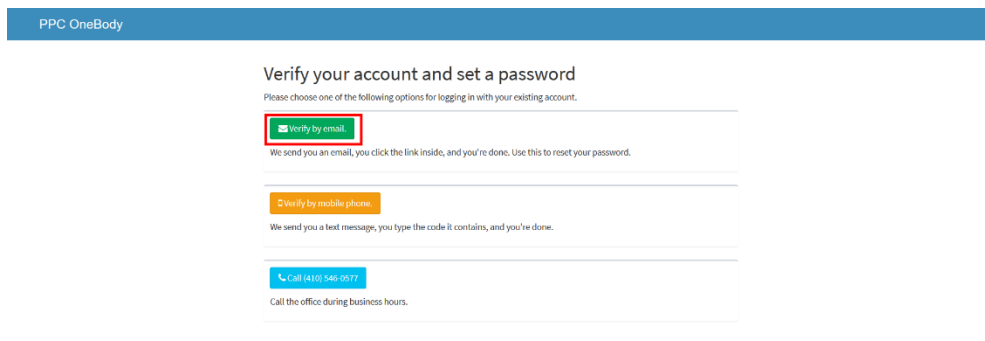 PPC OneBody
Verify your account and set a password
Please choose one of the following options for logging in with your existing account.
Verify by email.
We send you an email, you click the link inside, and you're done. Use this to reset your password.
Verify by mobile phone.
We send you a text message, you type the code it contains, and you're done.
Call (410) 546-0577
Call the office during business hours.